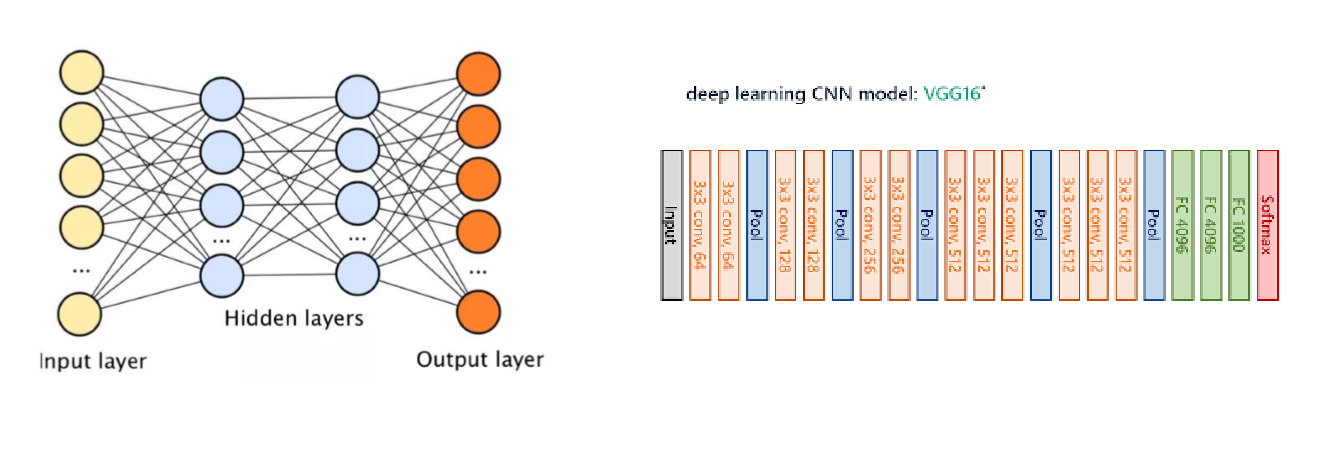 ...
...
...
...
Hidden layers
Input layer
Output layer
deep learning CNN model: VGG16*
Input
3x3 conv, 64
3x3 conv, 64
Pool
3x3 conv, 128
3x3 conv, 128
Pool
3x3 conv, 256
3x3 conv, 256
Pool
3x3 conv, 512
3x3 conv, 512
3x3 conv, 512
Pool
3x3 conv, 512
3x3 conv, 512
3x3 conv, 512
Pool
FC 4096
FC 4096
FC 1000
Softmax